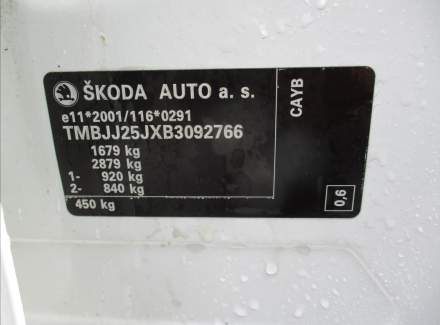 ŠKODA AUTO a. s.
e11*2001/116*0291
TMBJJ25JXB3092766
1679 kg
2879 kg
1- 920 kg
2- 840 kg
450 kg
CAYB
0,6